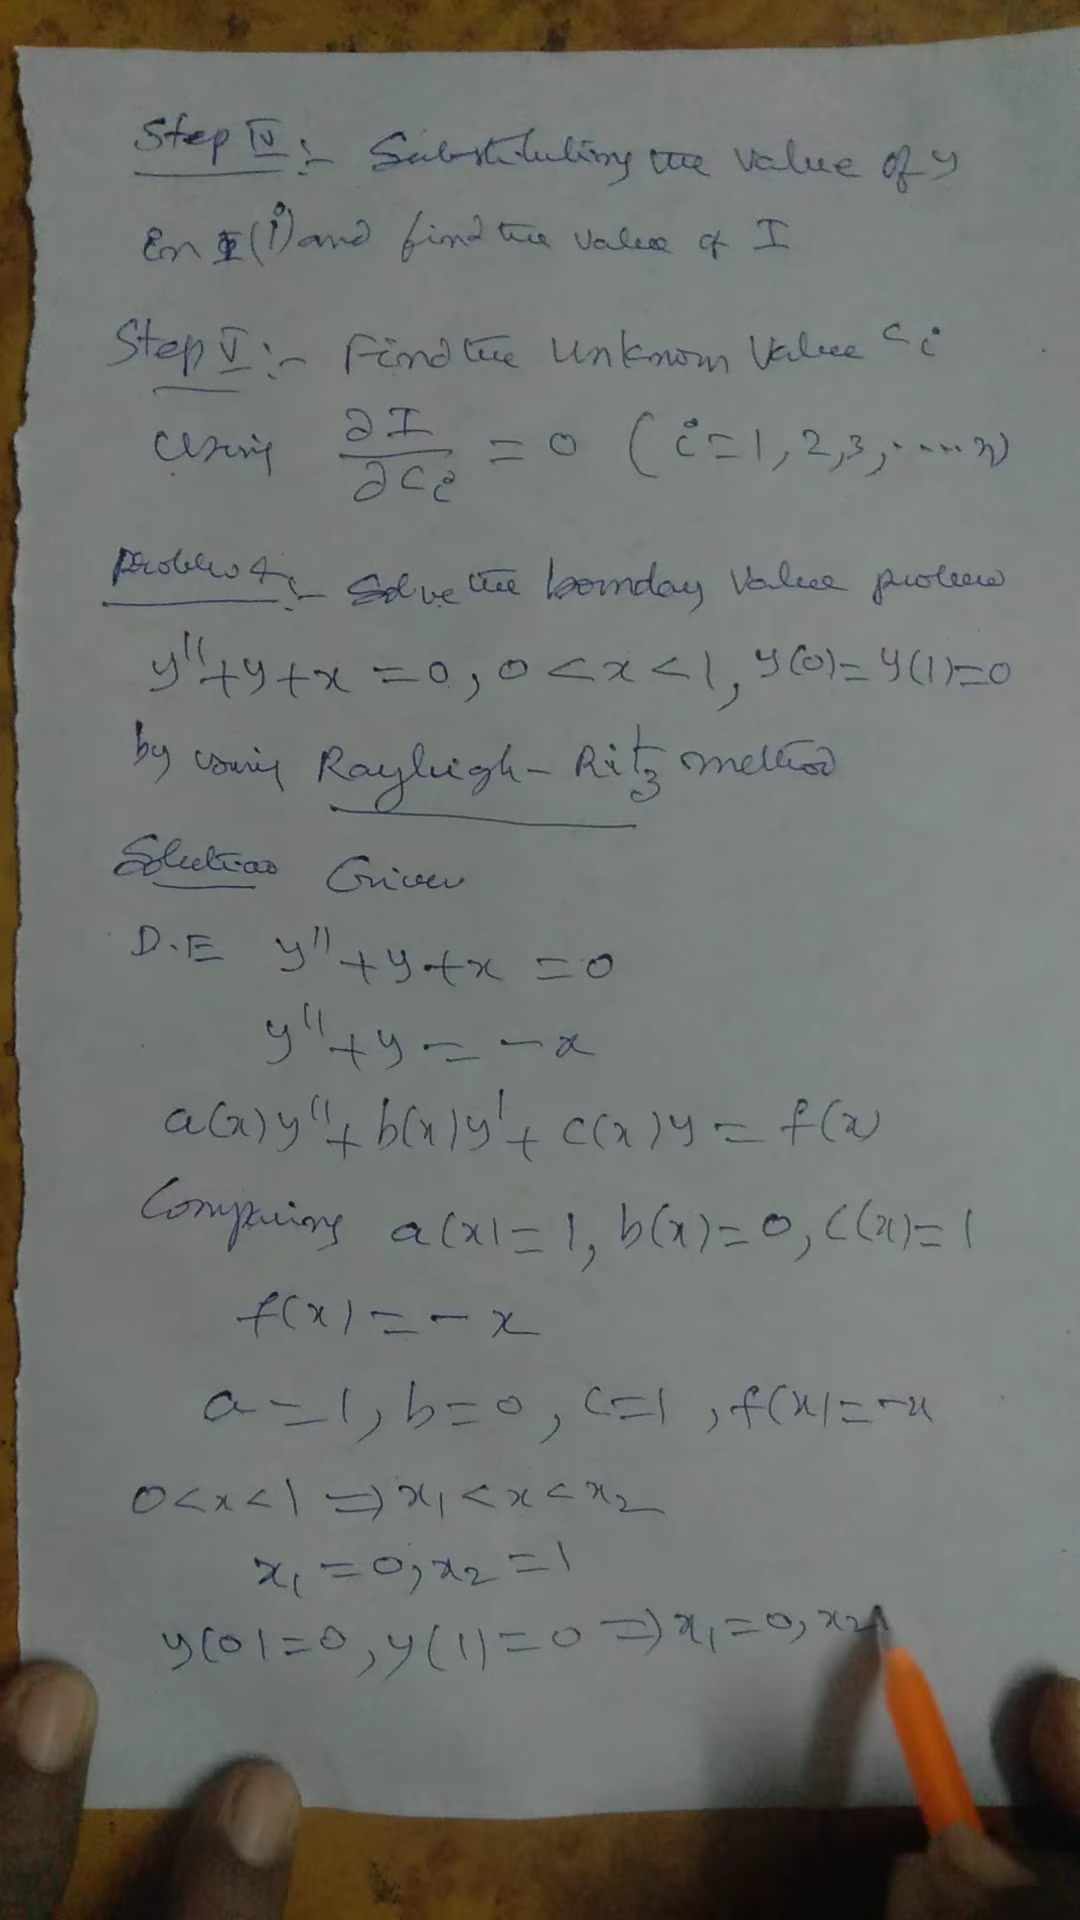 Step IV :- Substituting the value of y
in I (i) and find the value of I
Step V :- Find the unknown value ci
using ∂I/∂ci = 0 (i=1,2,3,....n)
Problem :- Solve the bounday value problem
y''+y+x = 0, 0<x<1, y(0)=y(1)=0
by using Rayleigh-Ritz method
Solution Given
D.E y''+y+x = 0
y''+y = -x
a(x)y''+b(x)y'+c(x)y = f(x)
Comparing a(x)=1, b(x)=0, c(x)=1
f(x) = -x
a=1, b=0, c=1, f(x)=-x
0<x<1 ⇒ x1<x<x2
x1=0, x2=1
y(0)=0, y(1)=0 ⇒ x1=0, x2